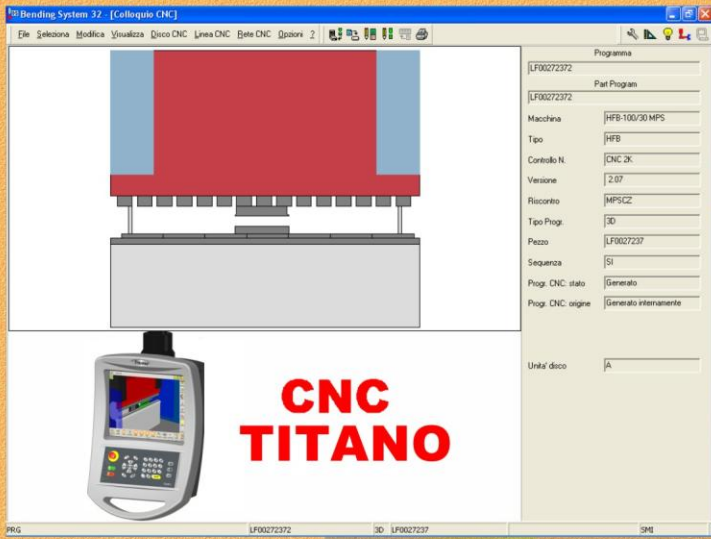 Bending System 32 - [Colloquio CNC]
File Seleziona Modifica Visualizza Disco CNC Linea CNC Rete CNC Opzioni ?
Programma
LF00272372
Part Program
LF00272372
Macchina HFB-100/30 MPS
Tipo HFB
Controllo N. CNC 2K
Versione 2.07
Riscontro MPSCZ
Tipo Progr. 3D
Pezzo LF0027237
Sequenza SI
Progr. CNC: stato Generato
Progr. CNC: origine Generato internamente
Unita' disco A
CNC
TITANO
PRG LF00272372 3D LF0027237 SMI